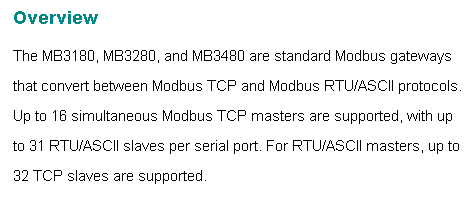 Overview
The MB3180, MB3280, and MB3480 are standard Modbus gateways
that convert between Modbus TCP and Modbus RTU/ASCII protocols.
Up to 16 simultaneous Modbus TCP masters are supported, with up
to 31 RTU/ASCII slaves per serial port. For RTU/ASCII masters, up to
32 TCP slaves are supported.